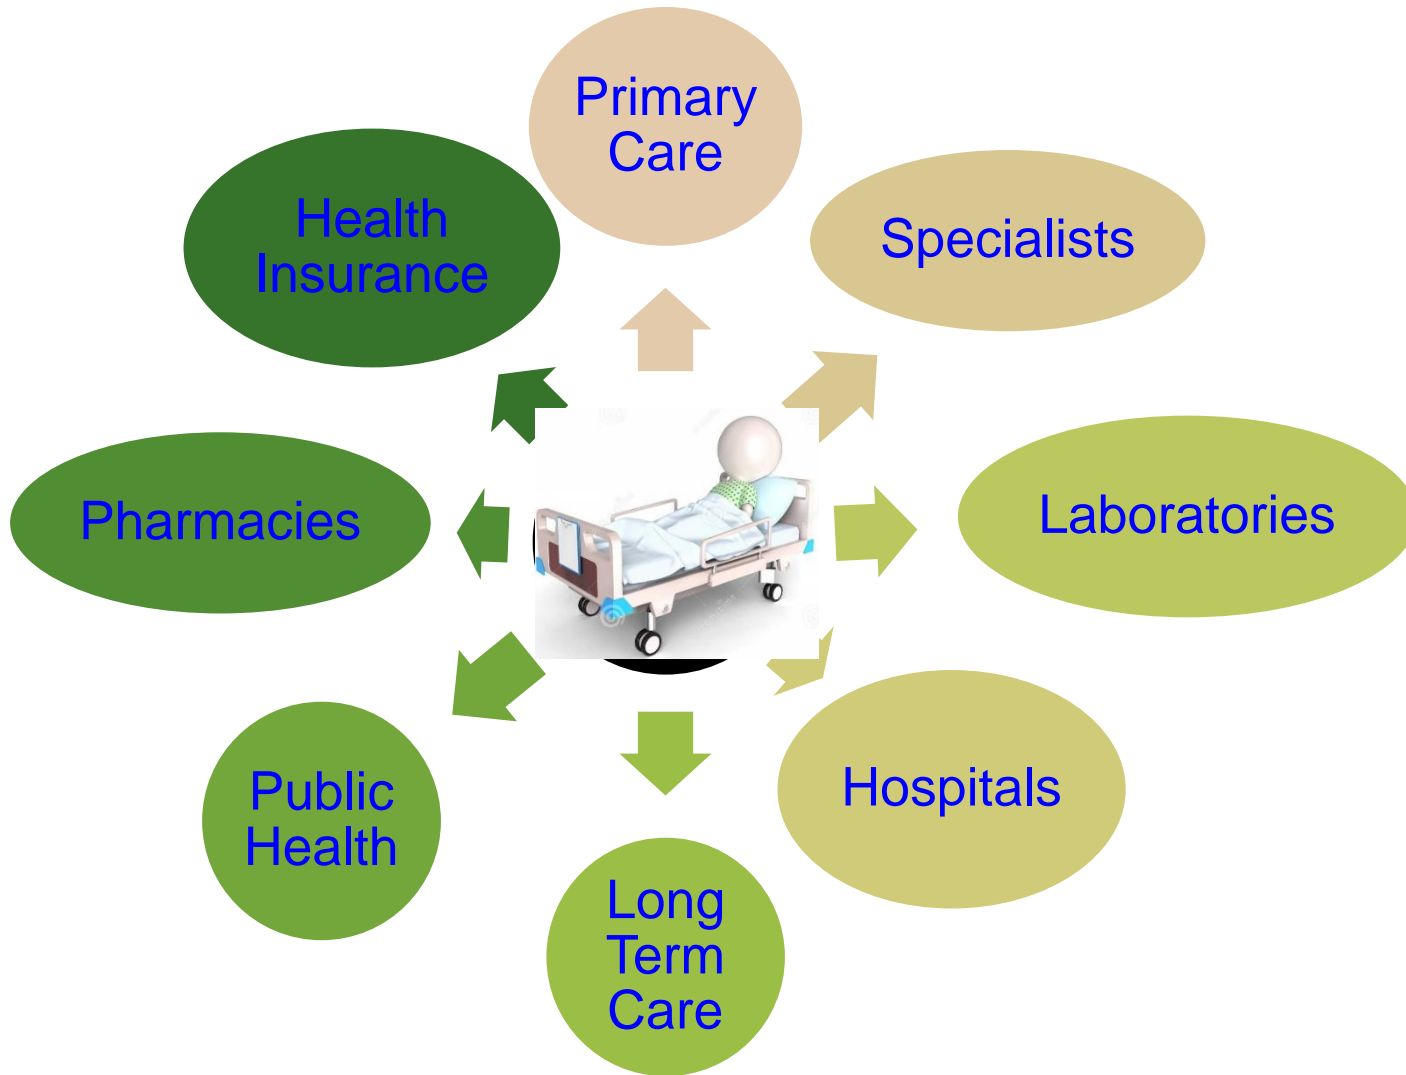 Primary
Care
Specialists
Laboratories
Hospitals
Long
Term
Care
Public
Health
Pharmacies
Health
Insurance